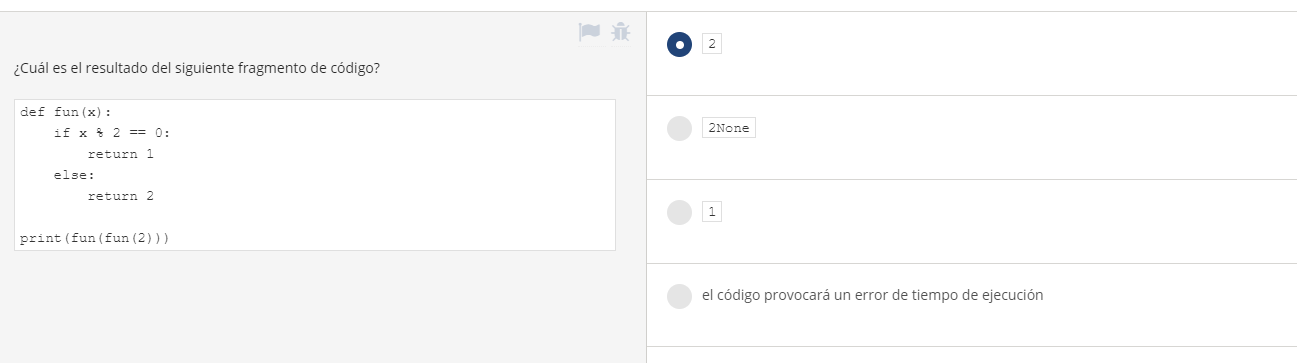 ¿Cuál es el resultado del siguiente fragmento de código?
def fun(x):
    if x % 2 == 0:
        return 1
    else:
        return 2

print(fun(fun(2)))
2
2None
1
el código provocará un error de tiempo de ejecución